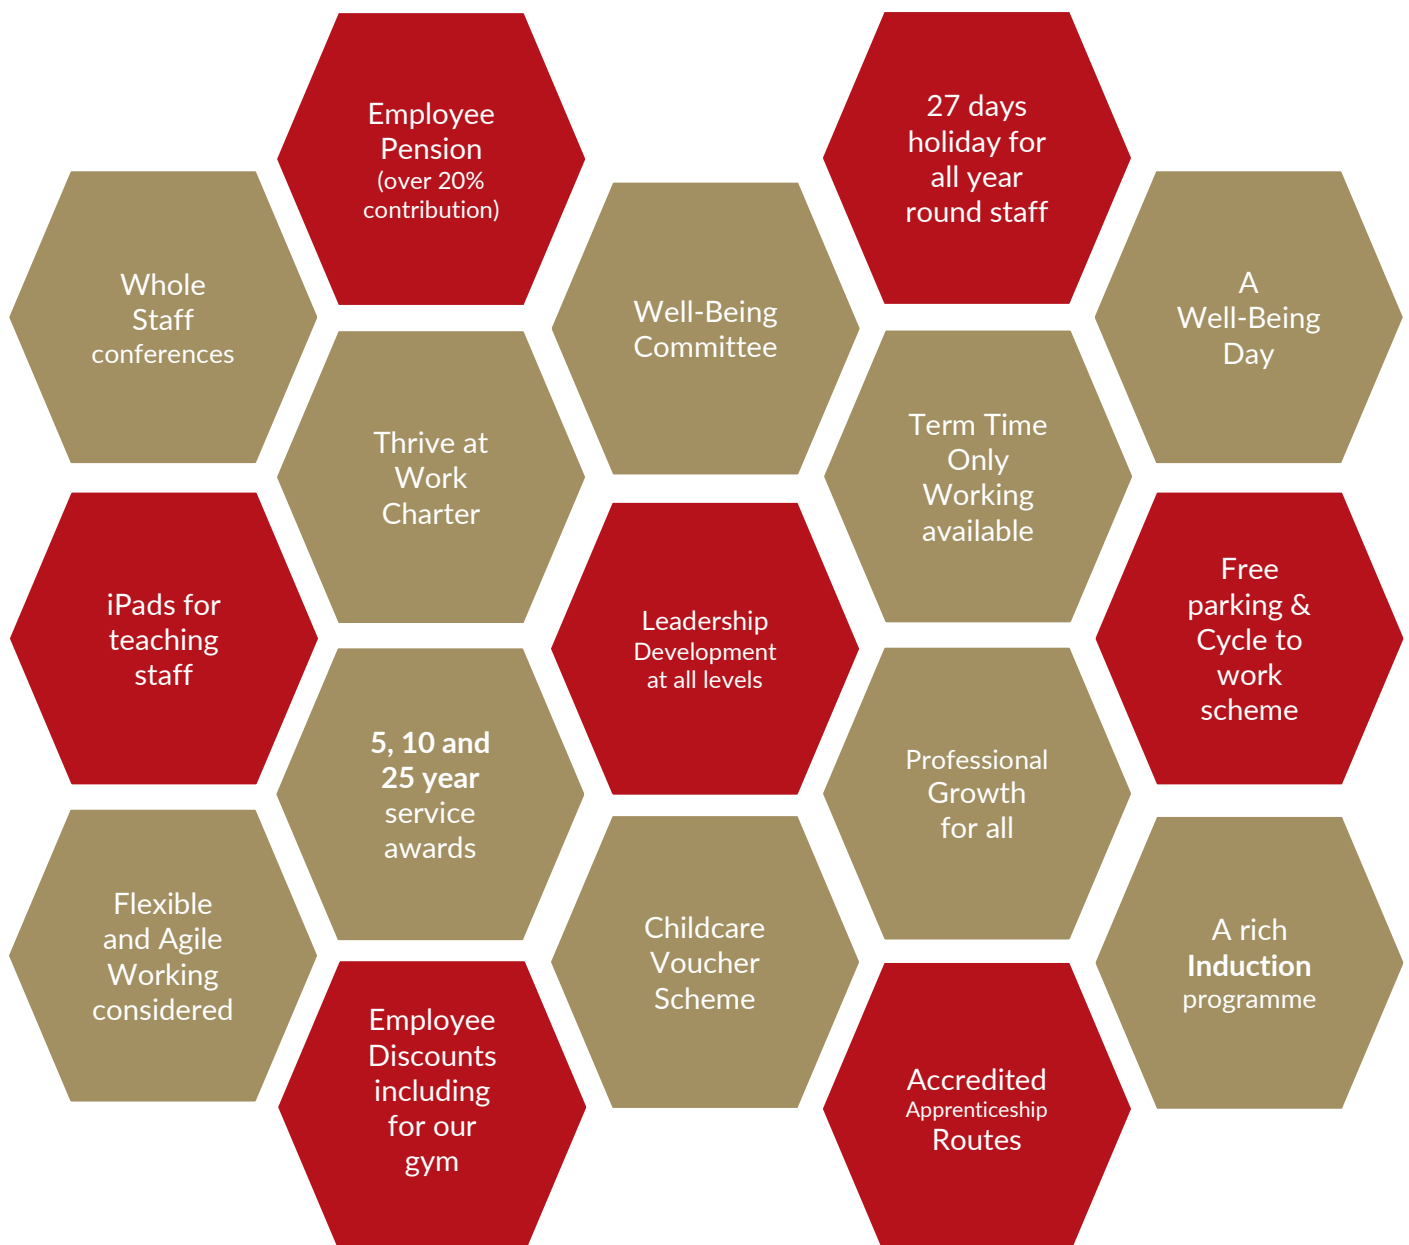 Employee
Pension
(over 20%
contribution)
27 days
holiday for
all year
round staff
Whole
Staff
conferences
Well-Being
Committee
A
Well-Being
Day
Thrive at
Work
Charter
Term Time
Only
Working
available
iPads for
teaching
staff
Leadership
Development
at all levels
Free
parking &
Cycle to
work
scheme
5, 10 and
25 year
service
awards
Professional
Growth
for all
Flexible
and Agile
Working
considered
Childcare
Voucher
Scheme
A rich
Induction
programme
Employee
Discounts
including
for our
gym
Accredited
Apprenticeship
Routes